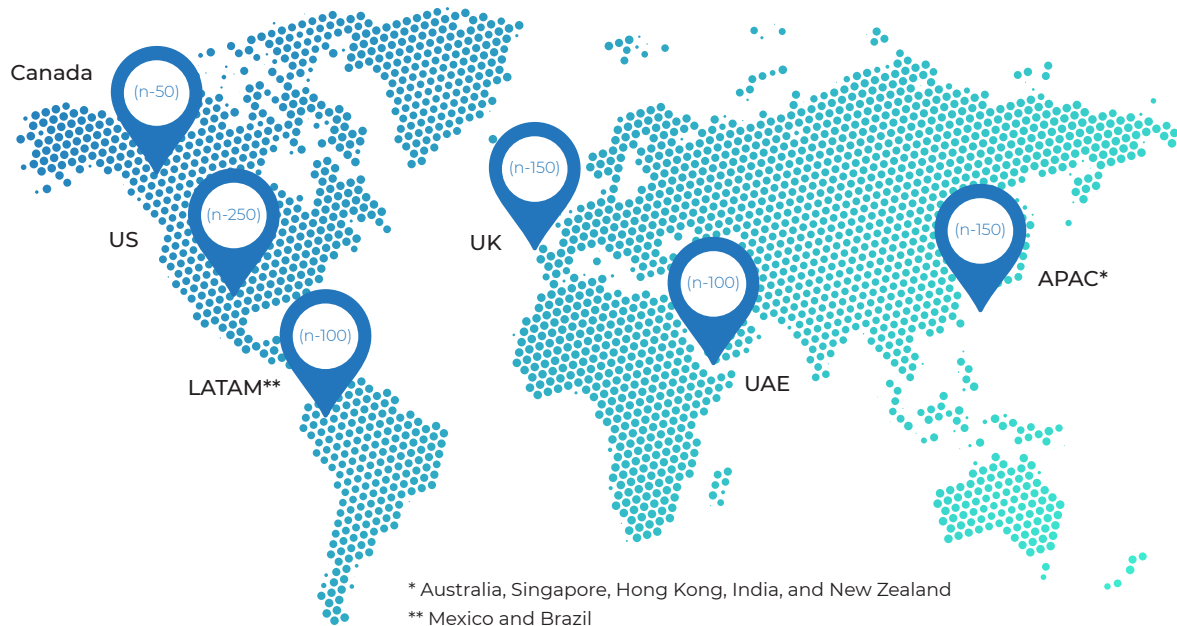 Canada
(n-50)
(n-150)
(n-250)
(n-150)
US
UK
APAC*
(n-100)
(n-100)
LATAM**
UAE
* Australia, Singapore, Hong Kong, India, and New Zealand
** Mexico and Brazil